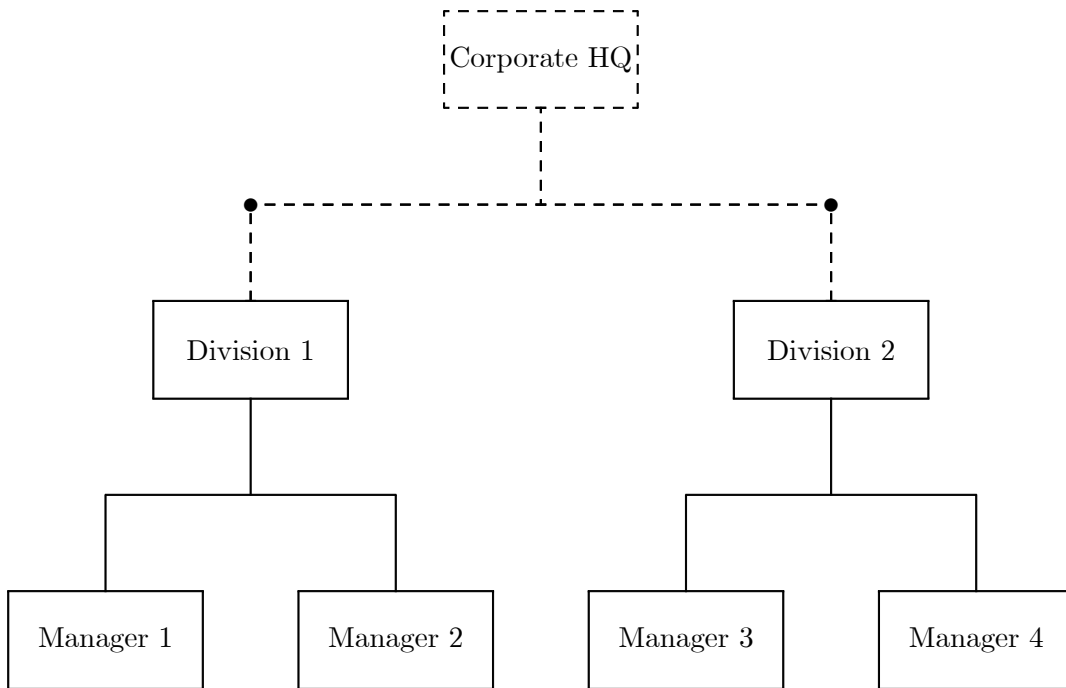 Corporate HQ
Division 1
Division 2
Manager 1
Manager 2
Manager 3
Manager 4